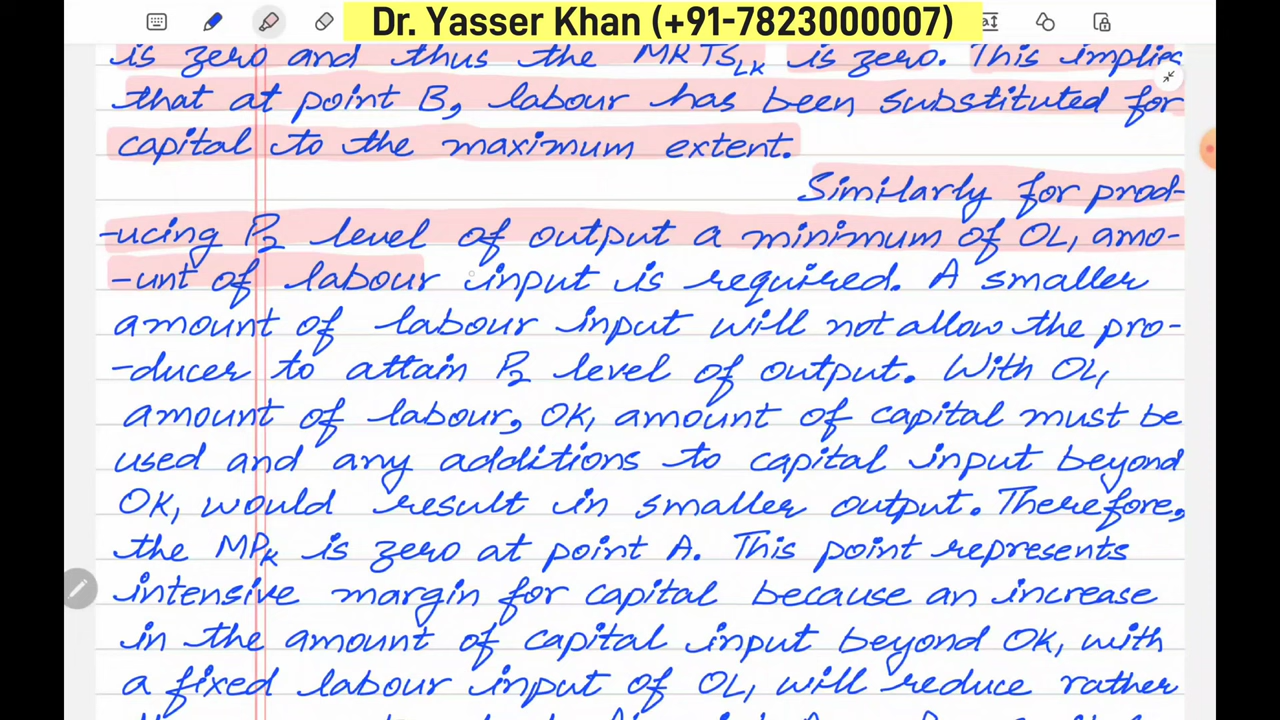 Dr. Yasser Khan (+91-7823000007)
is zero and thus the MRTSLK is zero. This implies
that at point B, labour has been substituted for
capital to the maximum extent.
Similarly for prod-
-ucing P2 level of output a minimum of OL1 amo-
-unt of labour input is required. A smaller
amount of labour input will not allow the pro-
-ducer to attain P2 level of output. With OL1
amount of labour, OK1 amount of capital must be
used and any additions to capital input beyond
OK1 would result in smaller output. Therefore,
the MPK is zero at point A. This point represents
intensive margin for capital because an increase
in the amount of capital input beyond OK1 with
a fixed labour input of OL1 will reduce rather